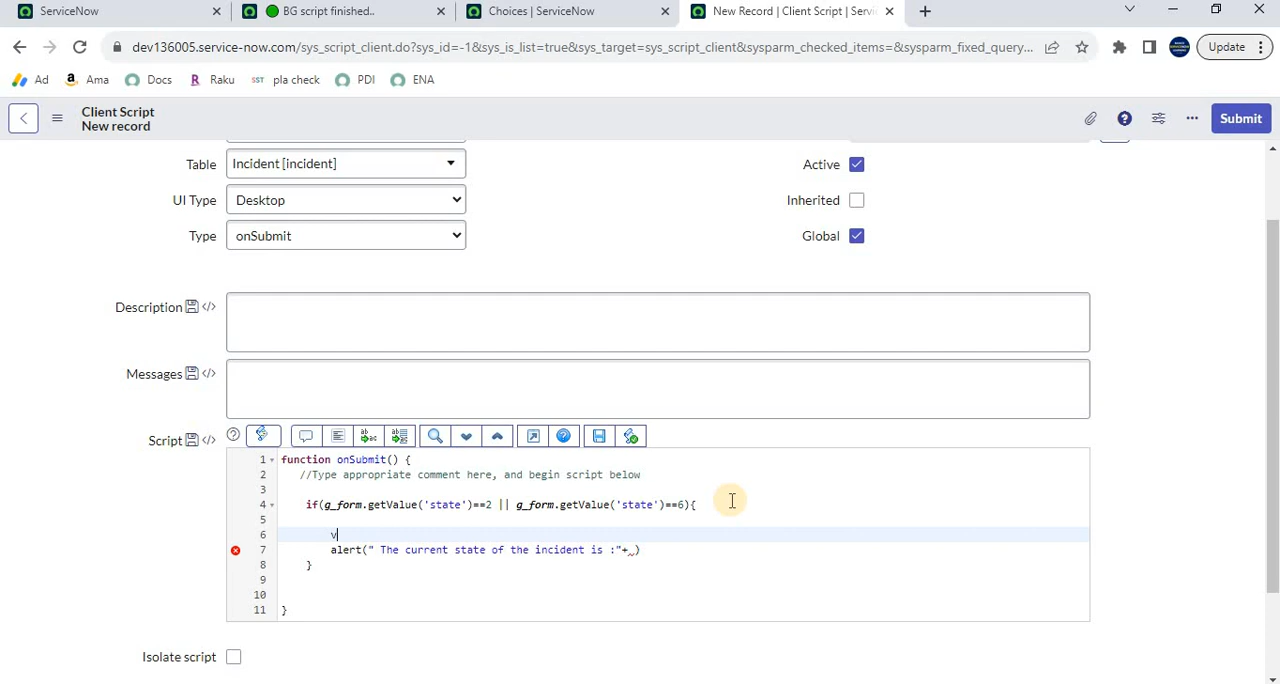 ServiceNow
BG script finished..
Choices | ServiceNow
New Record | Client Script | Servi
dev136005.service-now.com/sys_script_client.do?sys_id=-1&sys_is_list=true&sys_target=sys_script_client&sysparm_checked_items=&sysparm_fixed_query...
Update
Ad
Ama
Docs
Raku
SST
pla check
PDI
ENA
Client Script
New record
Submit
Table
Incident [incident]
Active
UI Type
Desktop
Inherited
Type
onSubmit
Global
Description
Messages
Script
1 function onSubmit() {
2 //Type appropriate comment here, and begin script below
3
4 if(g_form.getValue('state')==2 || g_form.getValue('state')==6){
5
6 v
7 alert(" The current state of the incident is :"+ )
8 }
9
10
11 }
Isolate script